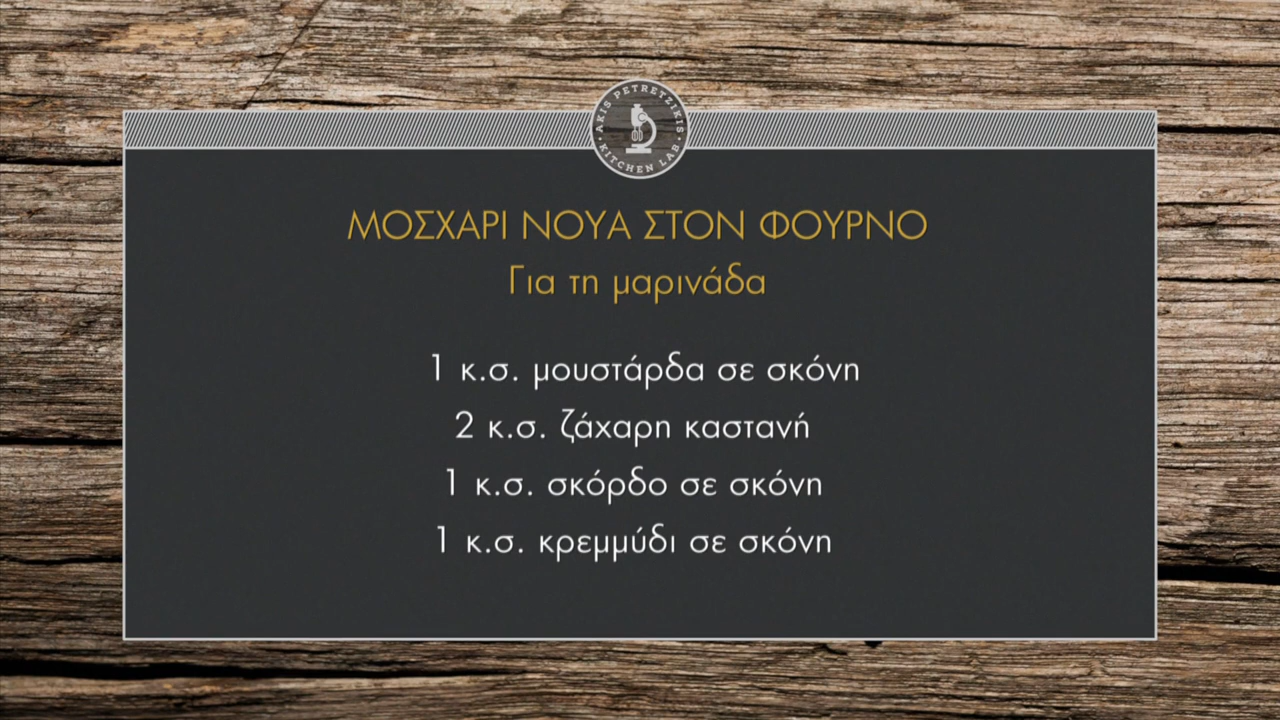 AKIS PETRETZIKIS
KITCHEN LAB
ΜΟΣΧΑΡΙ ΝΟΥΑ ΣΤΟΝ ΦΟΥΡΝΟ
Για τη μαρινάδα
1 κ.σ. μουστάρδα σε σκόνη
2 κ.σ. ζάχαρη καστανή
1 κ.σ. σκόρδο σε σκόνη
1 κ.σ. κρεμμύδι σε σκόνη